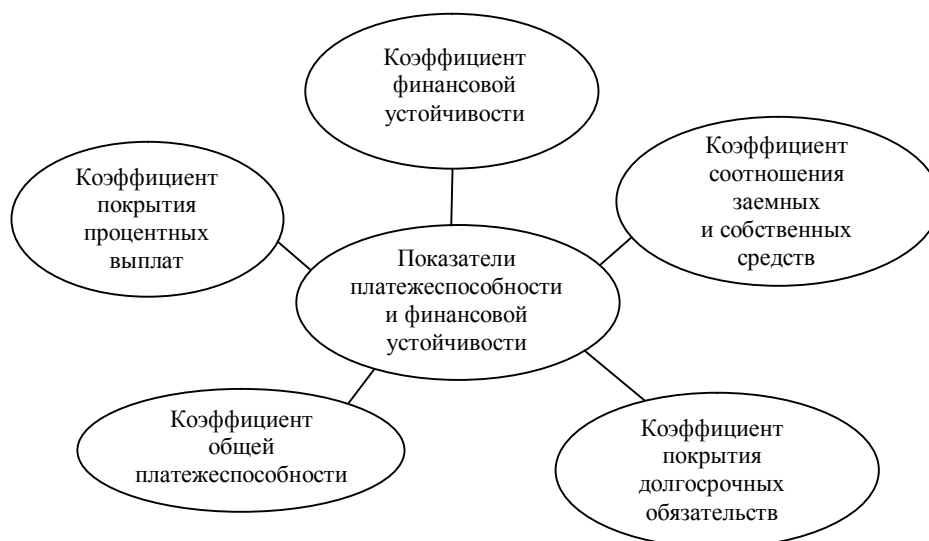 Коэффициент
финансовой
устойчивости
Коэффициент
соотношения
заемных
и собственных
средств
Коэффициент
покрытия
процентных
выплат
Показатели
платежеспособности
и финансовой
устойчивости
Коэффициент
общей
платежеспособности
Коэффициент
покрытия
долгосрочных
обязательств